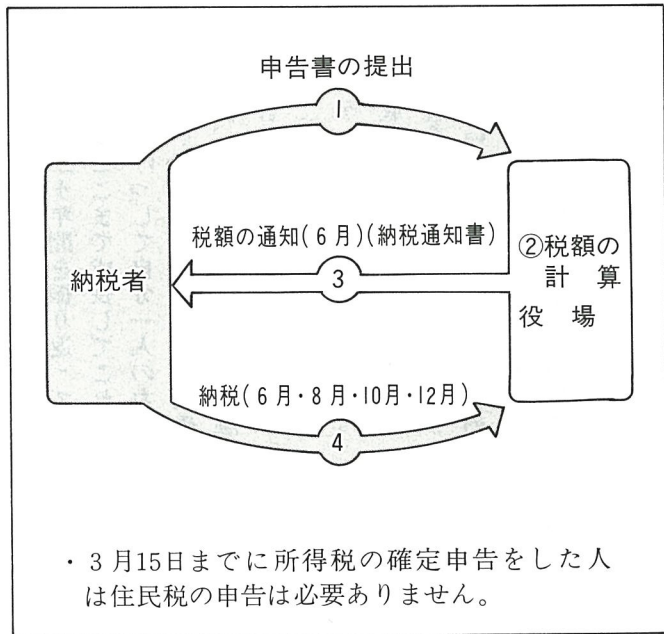 申告書の提出
1
税額の通知(6月)(納税通知書)
3
納税者
②税額の
計算
役場
納税(6月・8月・10月・12月)
4
・3月15日までに所得税の確定申告をした人
は住民税の申告は必要ありません。